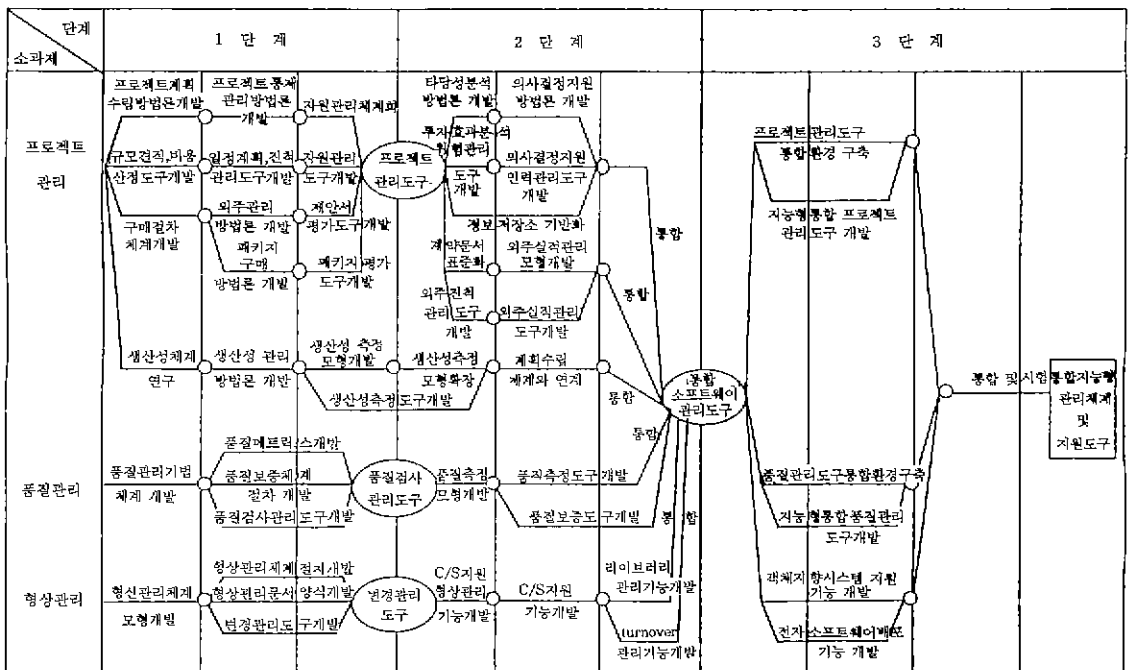 단계
소과제
1 단 계
2 단 계
3 단 계
프로젝트
관리
프로젝트계획
수립방법론개발
프로젝트통제
관리방법론
개발
자원관리체계화
규모견적,비용
산정도구개발
일정계획,진척
관리도구개발
자원관리
도구개발
구매절차
체계개발
외주관리
방법론 개발
제안서
평가도구개발
패키지
구매
방법론 개발
패키지평가
도구개발
프로젝트
관리도구
타당성분석
방법론 개발
의사결정지원
방법론 개발
투자효과분석
위험관리
도구
개발
의사결정지원
인력관리도구
개발
정보저장소 기반화
계약문서
표준화
외주실적관리
모형개발
외주진척
관리도구
개발
외주실적관리
도구개발
통합
통합
프로젝트관리도구
통합환경 구축
지능형통합 프로젝트
관리도구 개발
생산성체계
연구
생산성 관리
방법론 개발
생산성 측정
모형개발
생산성측정
모형확장
생산성측정도구개발
계획수립
체계와 연계
통합
통합
통합
소프트웨어
관리도구
통합 및 시험
통합지능형
관리체계
및
지원도구
품질관리
품질관리기법
체계 개발
품질메트릭스개발
품질보증체계
절차 개발
품질검사관리도구개발
품질검사
관리도구
품질측정
모형개발
품직측정도구개발
품질보증도구개발
통합
품질관리도구통합환경구축
지능형통합품질관리
도구개발
형상관리
형상관리체계
모형개발
형상관리체계절차개발
형상관리문서 양식개발
변경관리도구개발
변경관리
도구
C/S지원
형상관리
기능개발
C/S지원
기능개발
라이브러리
관리기능개발
turnover
관리기능개발
객체지향시스템 지원
기능 개발
전자소프트웨어배포
기능 개발